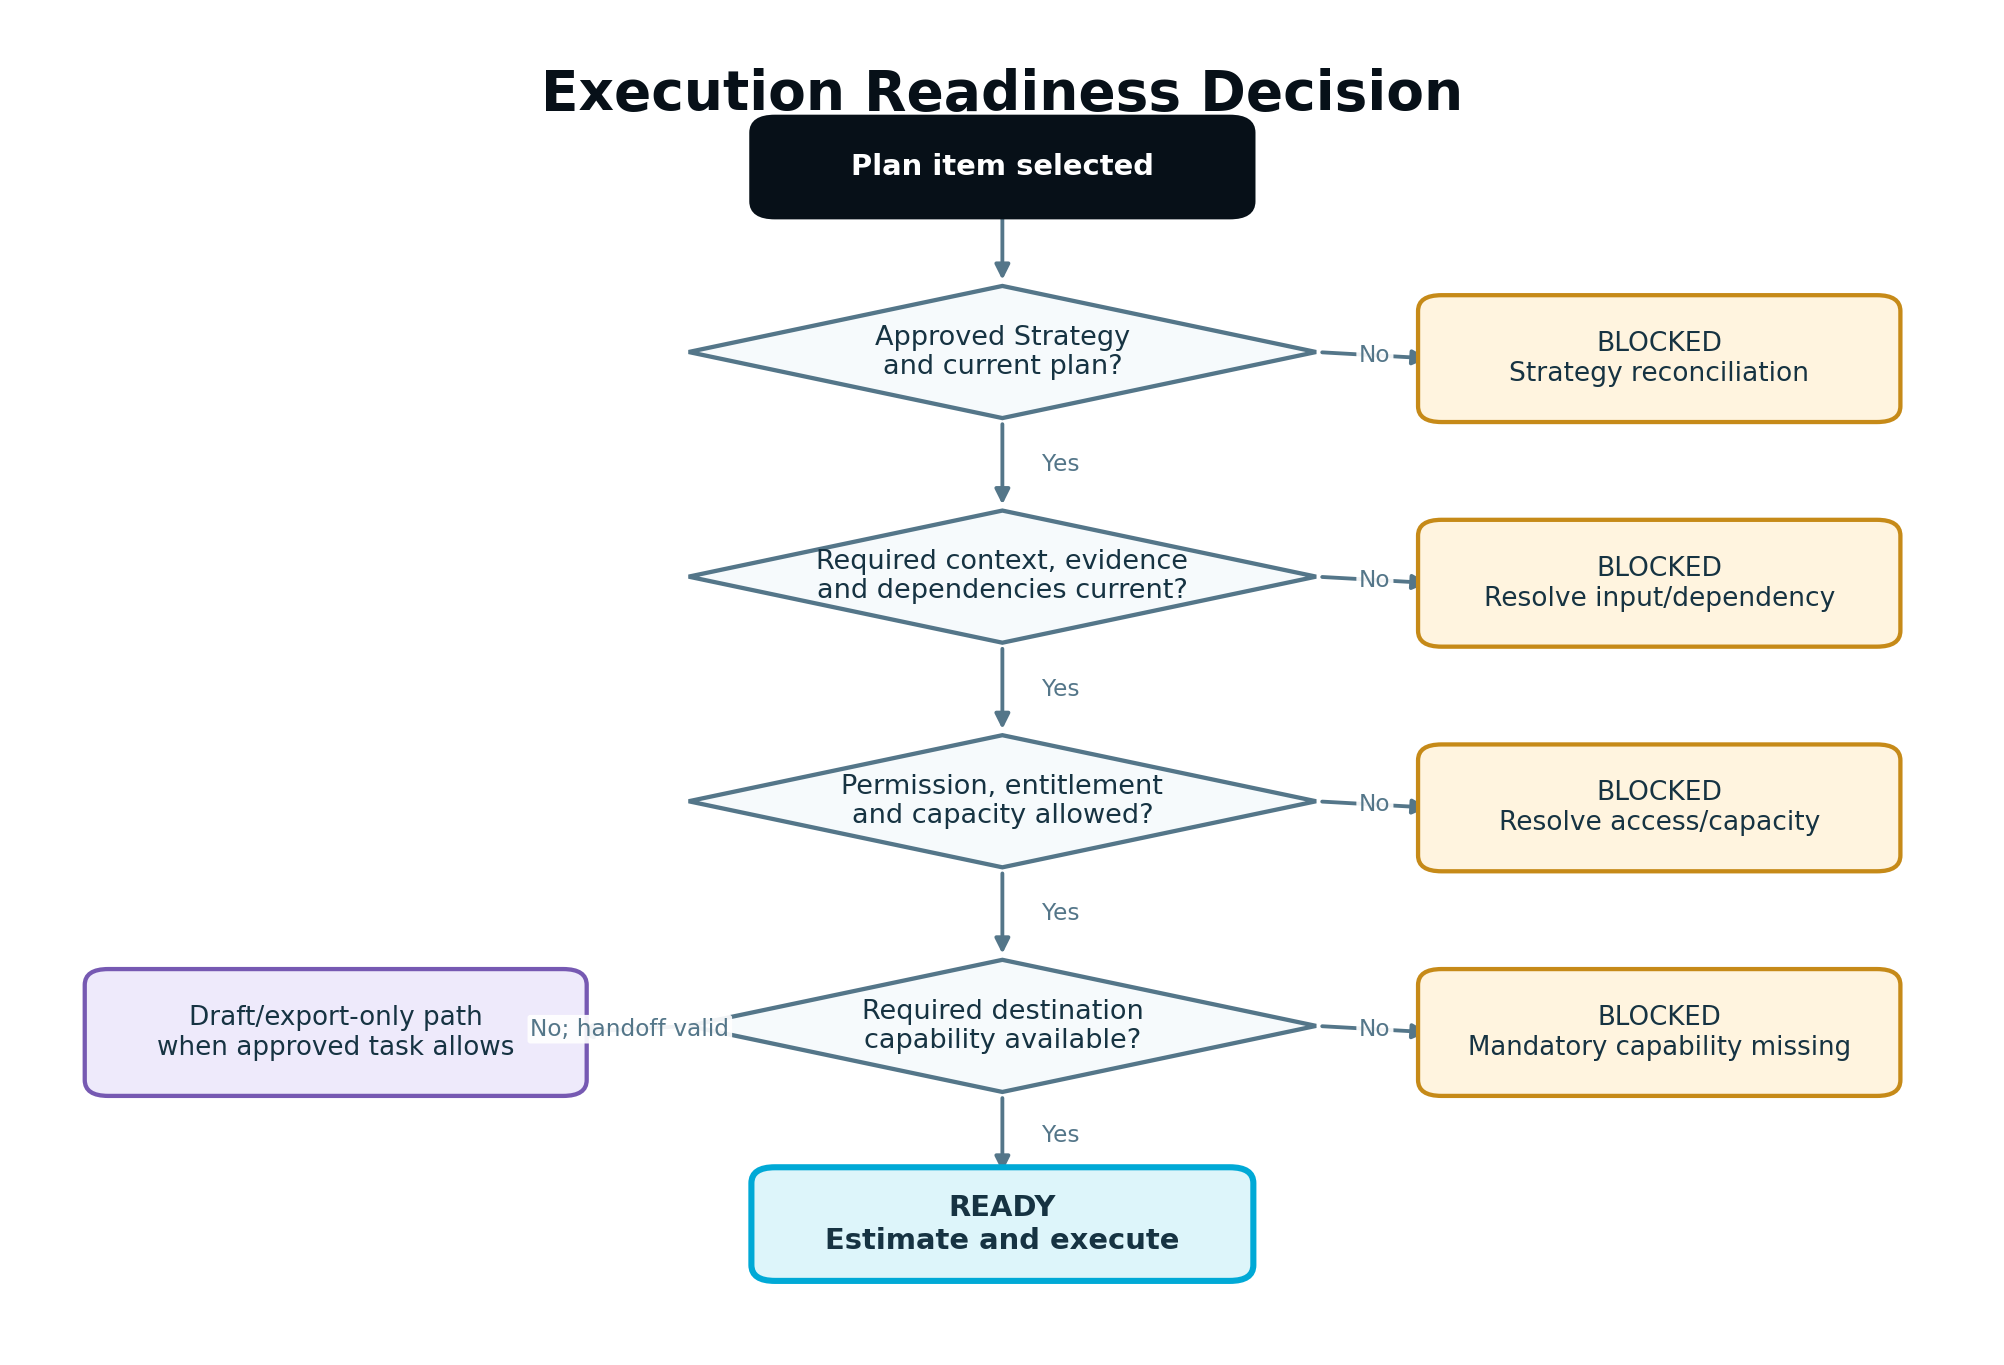 Execution Readiness Decision
Plan item selected
Approved Strategy
and current plan?
No
BLOCKED
Strategy reconciliation
Yes
Required context, evidence
and dependencies current?
No
BLOCKED
Resolve input/dependency
Yes
Permission, entitlement
and capacity allowed?
No
BLOCKED
Resolve access/capacity
Yes
Draft/export-only path
when approved task allows
No; handoff valid
Required destination
capability available?
No
BLOCKED
Mandatory capability missing
Yes
READY
Estimate and execute